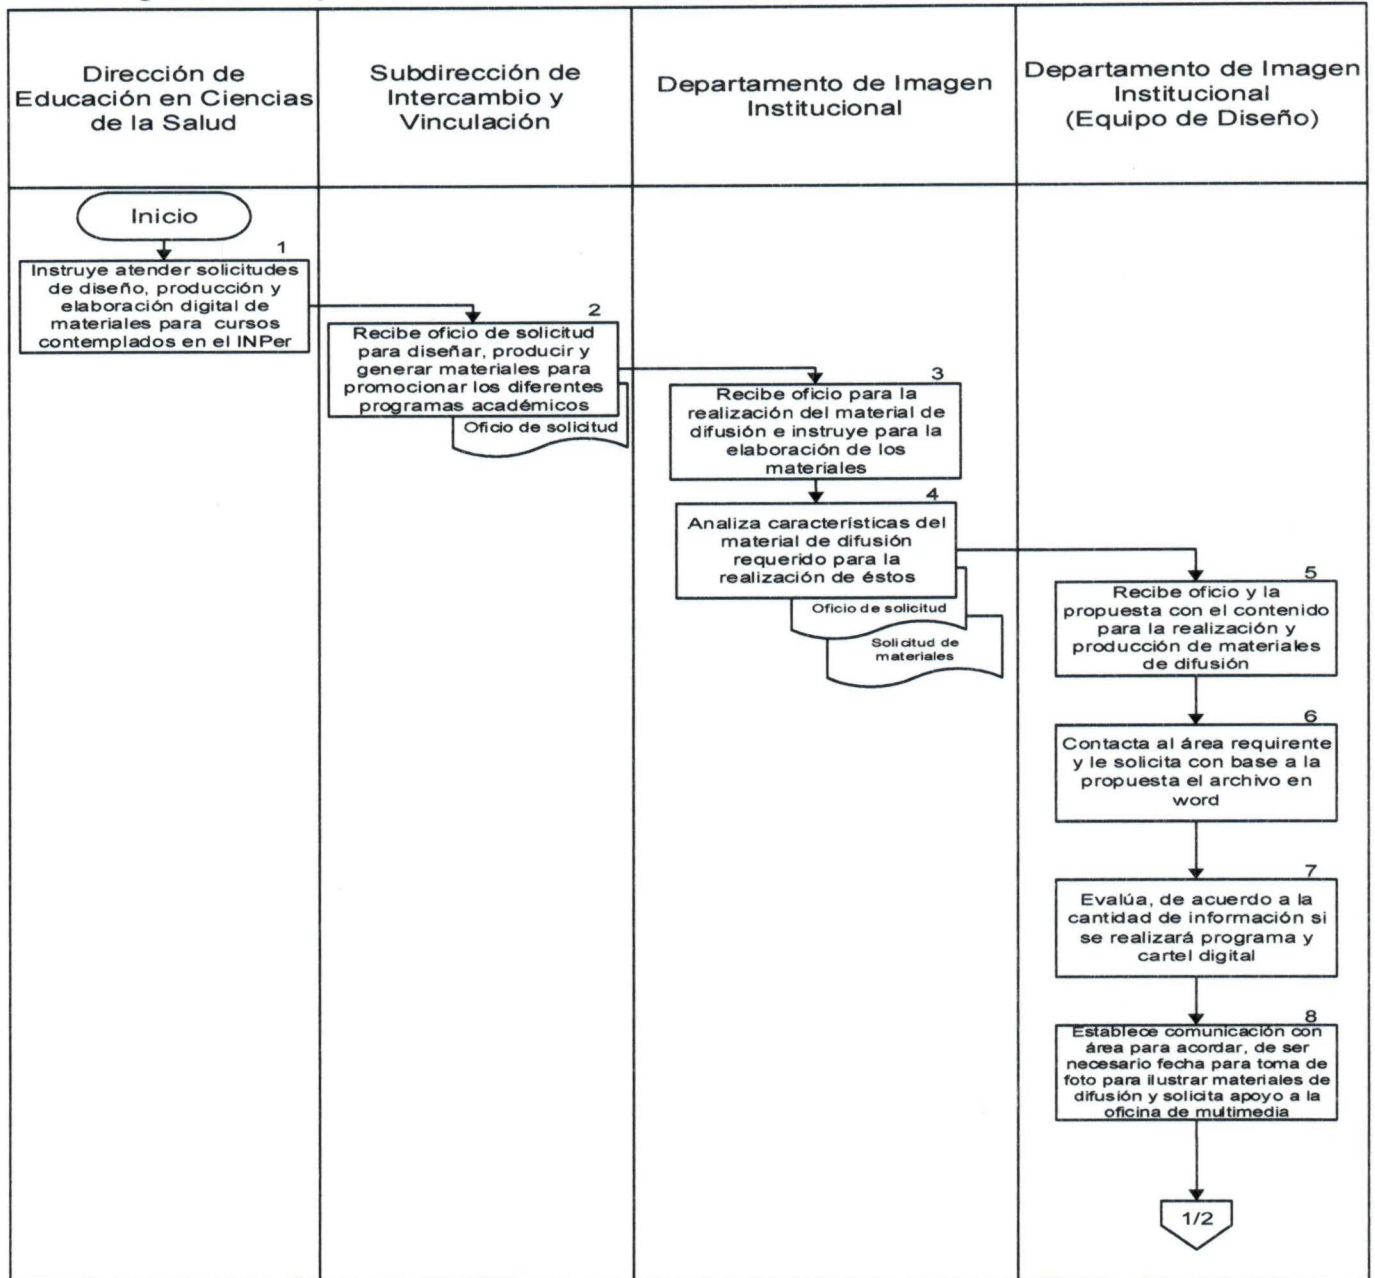 Dirección de
Educación en Ciencias
de la Salud
Subdirección de
Intercambio y
Vinculación
Departamento de Imagen
Institucional
Departamento de Imagen
Institucional
(Equipo de Diseño)
Inicio
1
Instruye atender solicitudes
de diseño, producción y
elaboración digital de
materiales para cursos
contemplados en el INPer
2
Recibe oficio de solicitud
para diseñar, producir y
generar materiales para
promocionar los diferentes
programas académicos
Oficio de solicitud
3
Recibe oficio para la
realización del material de
difusión e instruye para la
elaboración de los
materiales
4
Analiza características del
material de difusión
requerido para la
realización de éstos
Oficio de solicitud
Solicitud de
materiales
5
Recibe oficio y la
propuesta con el contenido
para la realización y
producción de materiales
de difusión
6
Contacta al área requirente
y le solicita con base a la
propuesta el archivo en
word
7
Evalúa, de acuerdo a la
cantidad de información si
se realizará programa y
cartel digital
8
Establece comunicación con
área para acordar, de ser
necesario fecha para toma de
foto para ilustrar materiales de
difusión y solicita apoyo a la
oficina de multimedia
1/2